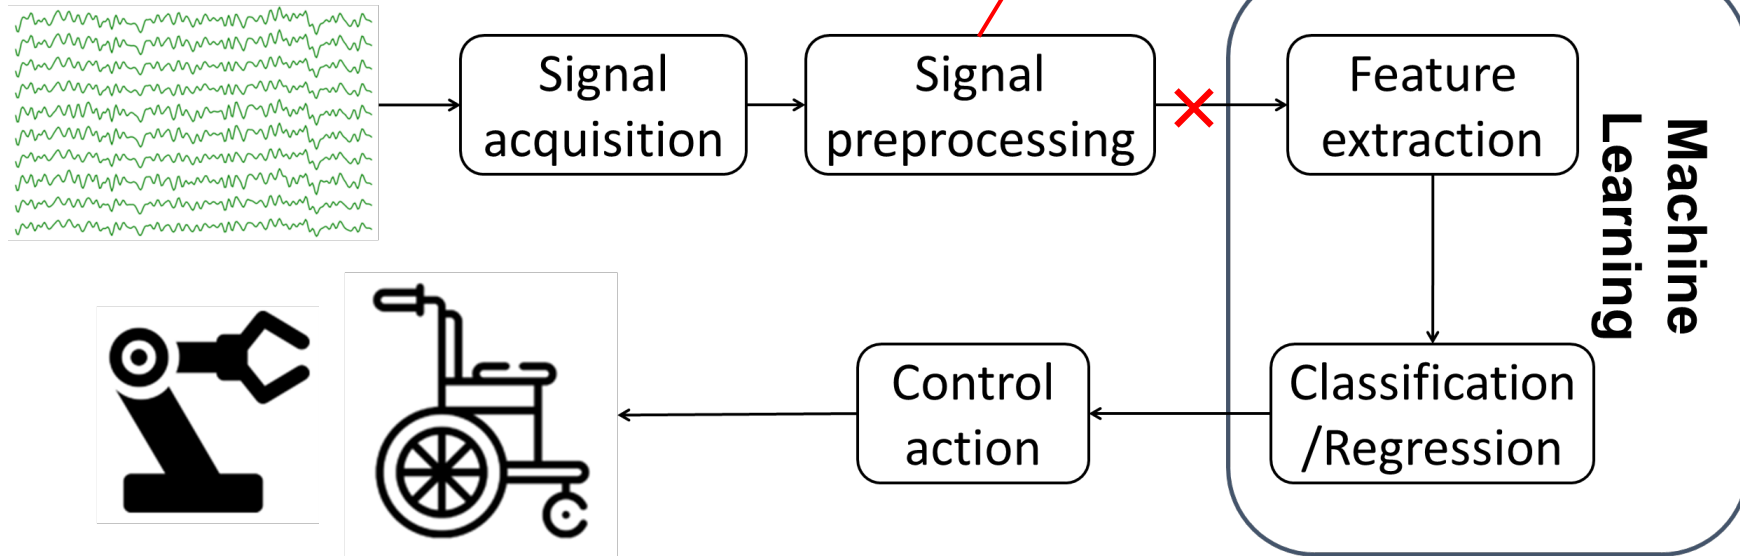 Signal
acquisition
Signal
preprocessing
Feature
extraction
Machine
Learning
Classification
/Regression
Control
action